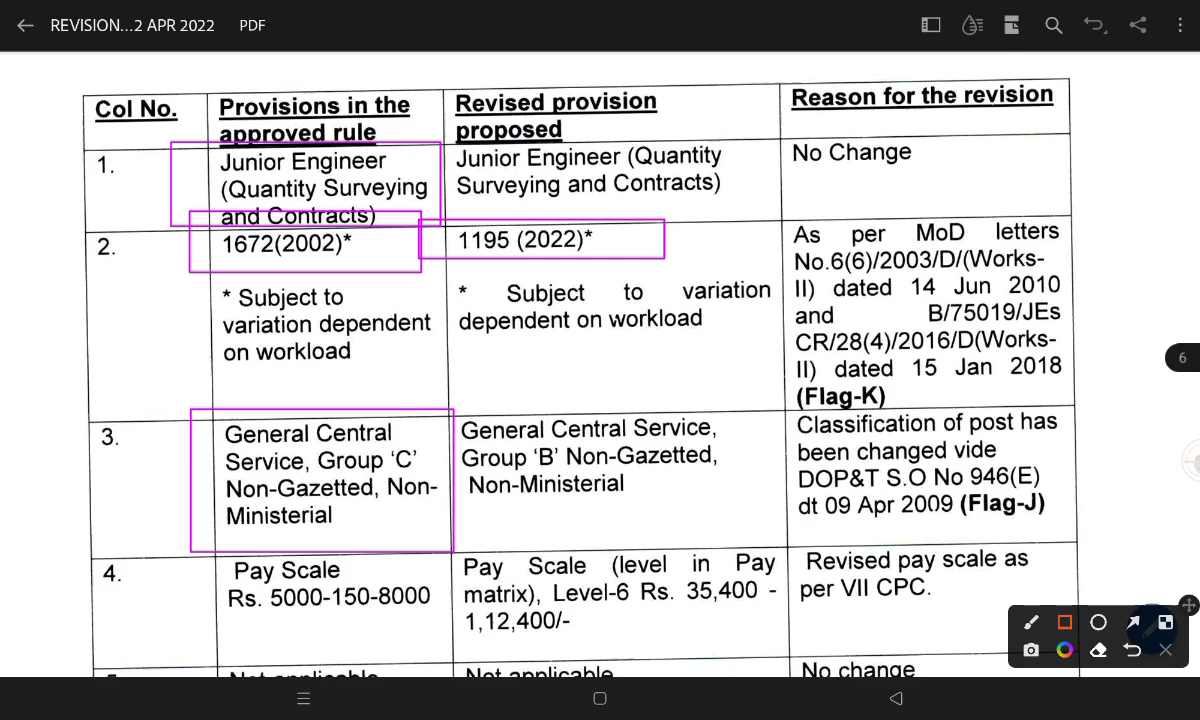 REVISION...2 APR 2022 PDF
Col No.
Provisions in the
approved rule
Revised provision
proposed
Reason for the revision
1.
Junior Engineer
(Quantity Surveying
and Contracts)
Junior Engineer (Quantity
Surveying and Contracts)
No Change
2.
1672(2002)*
* Subject to
variation dependent
on workload
1195 (2022)*
* Subject to variation
dependent on workload
As per MoD letters
No.6(6)/2003/D/(Works-
II) dated 14 Jun 2010
and B/75019/JEs
CR/28(4)/2016/D(Works-
II) dated 15 Jan 2018
(Flag-K)
3.
General Central
Service, Group ‘C’
Non-Gazetted, Non-
Ministerial
General Central Service,
Group ‘B’ Non-Gazetted,
Non-Ministerial
Classification of post has
been changed vide
DOP&T S.O No 946(E)
dt 09 Apr 2009 (Flag-J)
4.
Pay Scale
Rs. 5000-150-8000
Pay Scale (level in Pay
matrix), Level-6 Rs. 35,400 -
1,12,400/-
Revised pay scale as
per VII CPC.
5.
Not applicable
Not applicable
No change
6